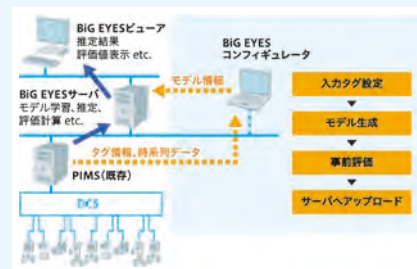 BiG EYESビューア
推定結果
評価値表示 etc.
BiG EYES
コンフィギュレータ
モデル情報
BiG EYESサーバ
モデル学習、推定、
評価計算 etc.
タグ情報、時系列データ
PIMS(既存)
DCS
入力タグ設定
モデル生成
事前評価
サーバへアップロード